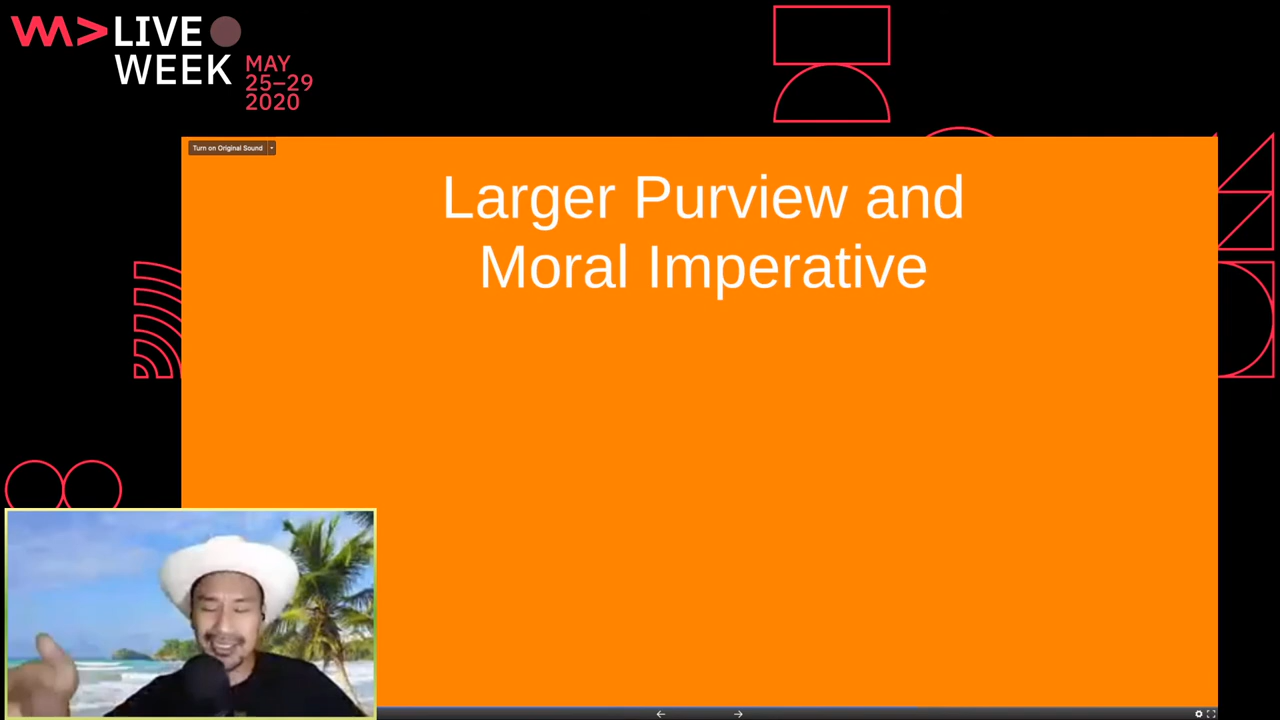 LIVE
WEEK
MAY
25–29
2020
Turn on Original Sound
Larger Purview and
Moral Imperative